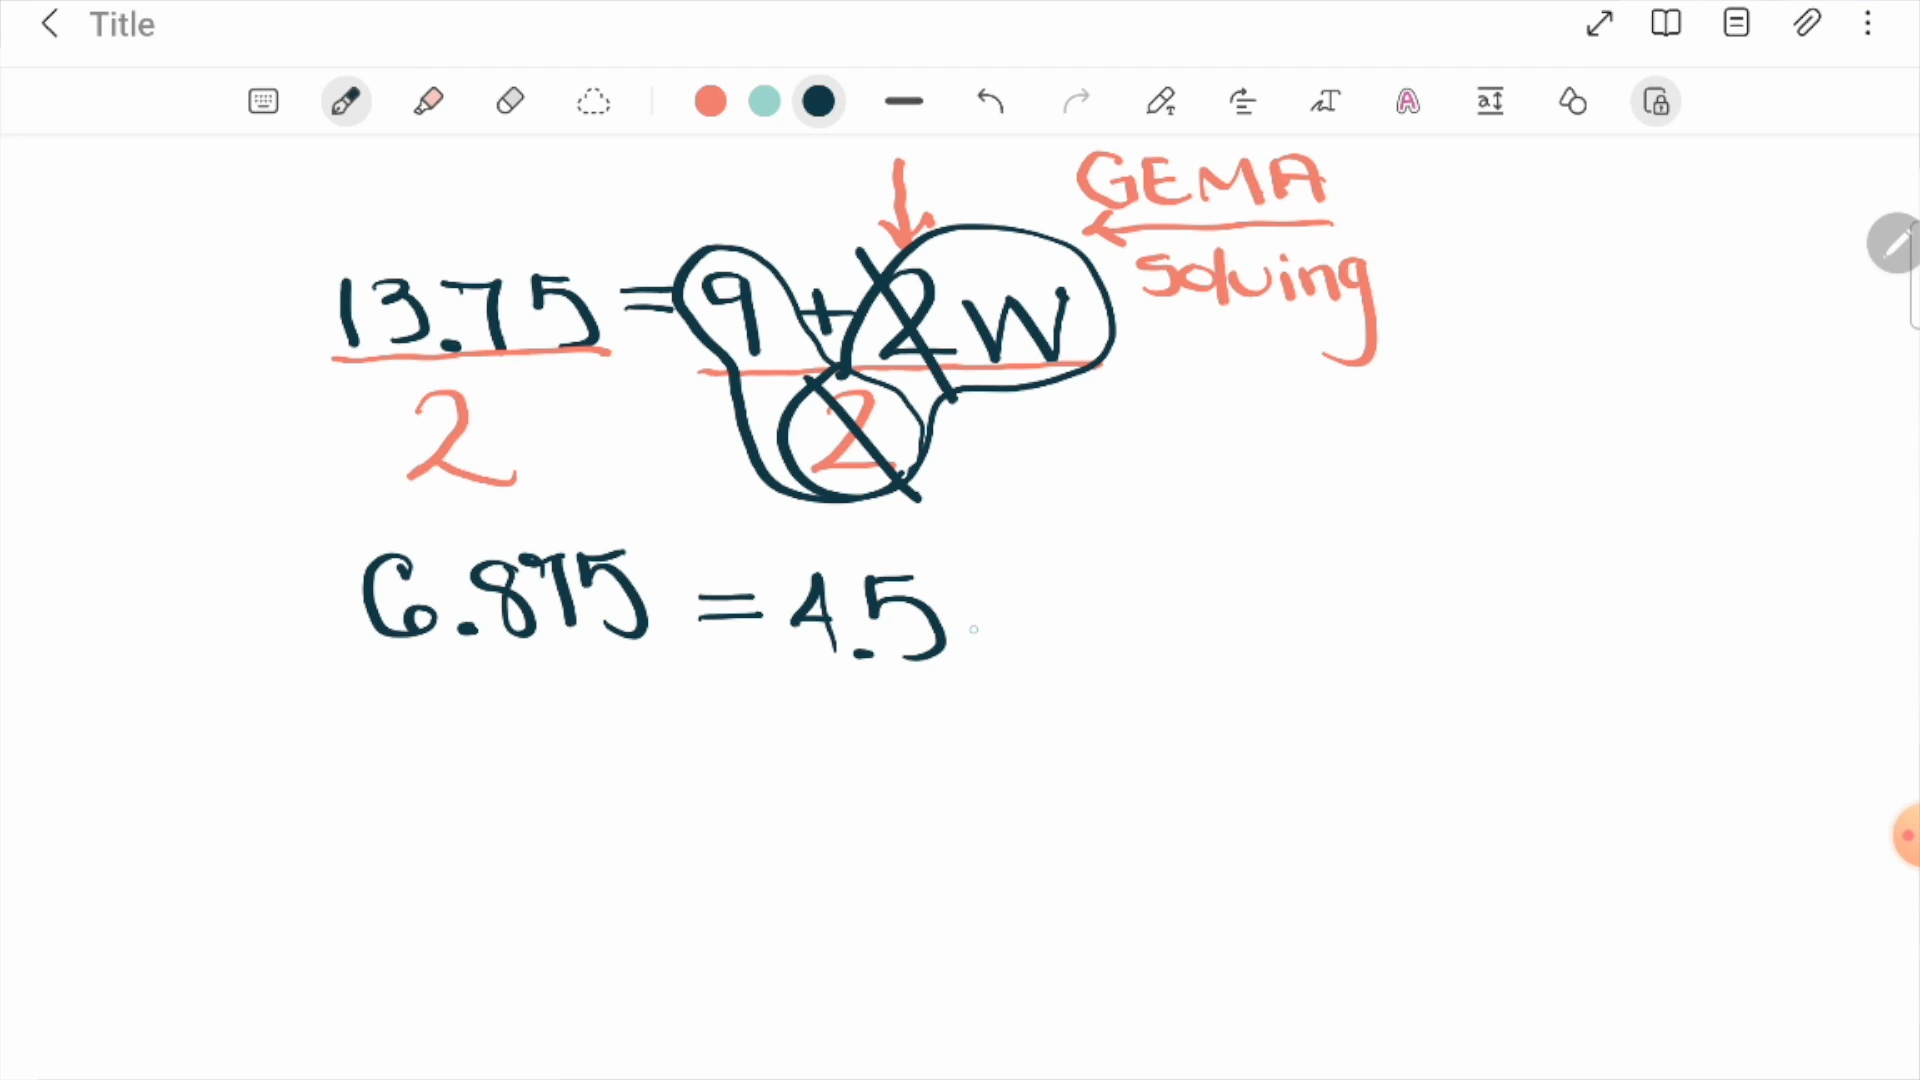 Title
GEMA
solving
13.75 = 9 + 2W
2 2
6.875 = 4.5